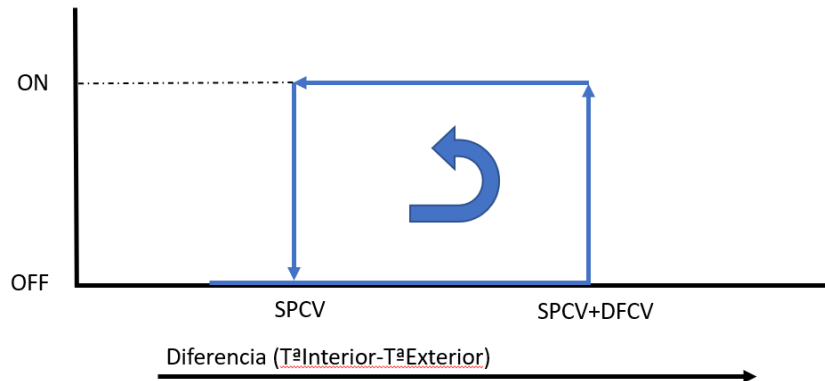 ON
OFF
SPCV
SPCV+DFCV
Diferencia (TªInterior-TªExterior)